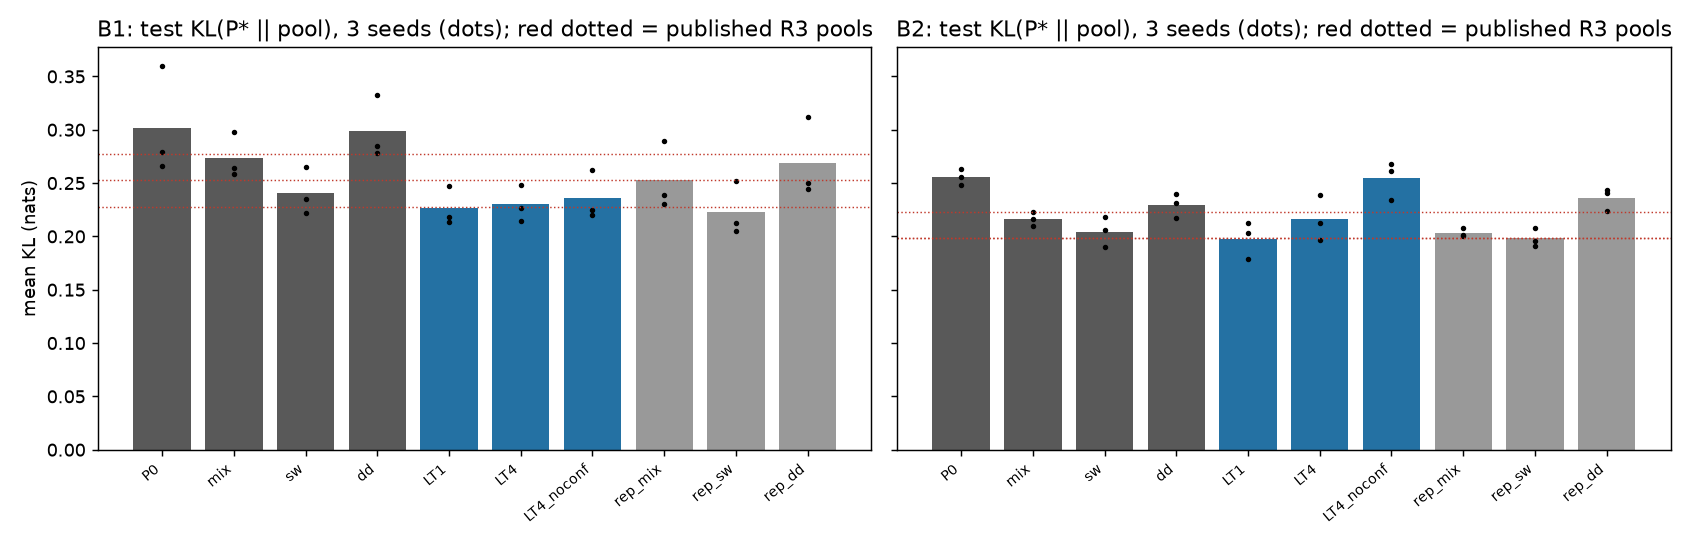 B1: test KL(P* || pool), 3 seeds (dots); red dotted = published R3 pools
mean KL (nats)
0.35
0.30
0.25
0.20
0.15
0.10
0.05
0.00
P0
mix
sw
dd
LT1
LT4
LT4_noconf
rep_mix
rep_sw
rep_dd
B2: test KL(P* || pool), 3 seeds (dots); red dotted = published R3 pools
P0
mix
sw
dd
LT1
LT4
LT4_noconf
rep_mix
rep_sw
rep_dd